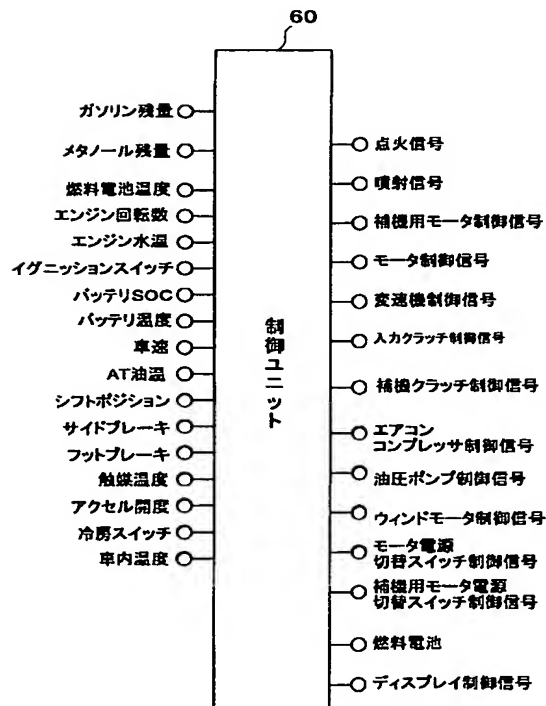 60
ガソリン残量
メタノール残量
燃料電池温度
エンジン回転数
エンジン水温
イグニッションスイッチ
バッテリSOC
バッテリ温度
車速
AT油温
シフトポジション
サイドブレーキ
フットブレーキ
触媒温度
アクセル開度
冷房スイッチ
車内温度
制御ユニット
点火信号
噴射信号
補機用モータ制御信号
モータ制御信号
変速機制御信号
入力クラッチ制御信号
補機クラッチ制御信号
エアコン
コンプレッサ制御信号
油圧ポンプ制御信号
ウィンドモータ制御信号
モータ電源
切替スイッチ制御信号
補機用モータ電源
切替スイッチ制御信号
燃料電池
ディスプレイ制御信号